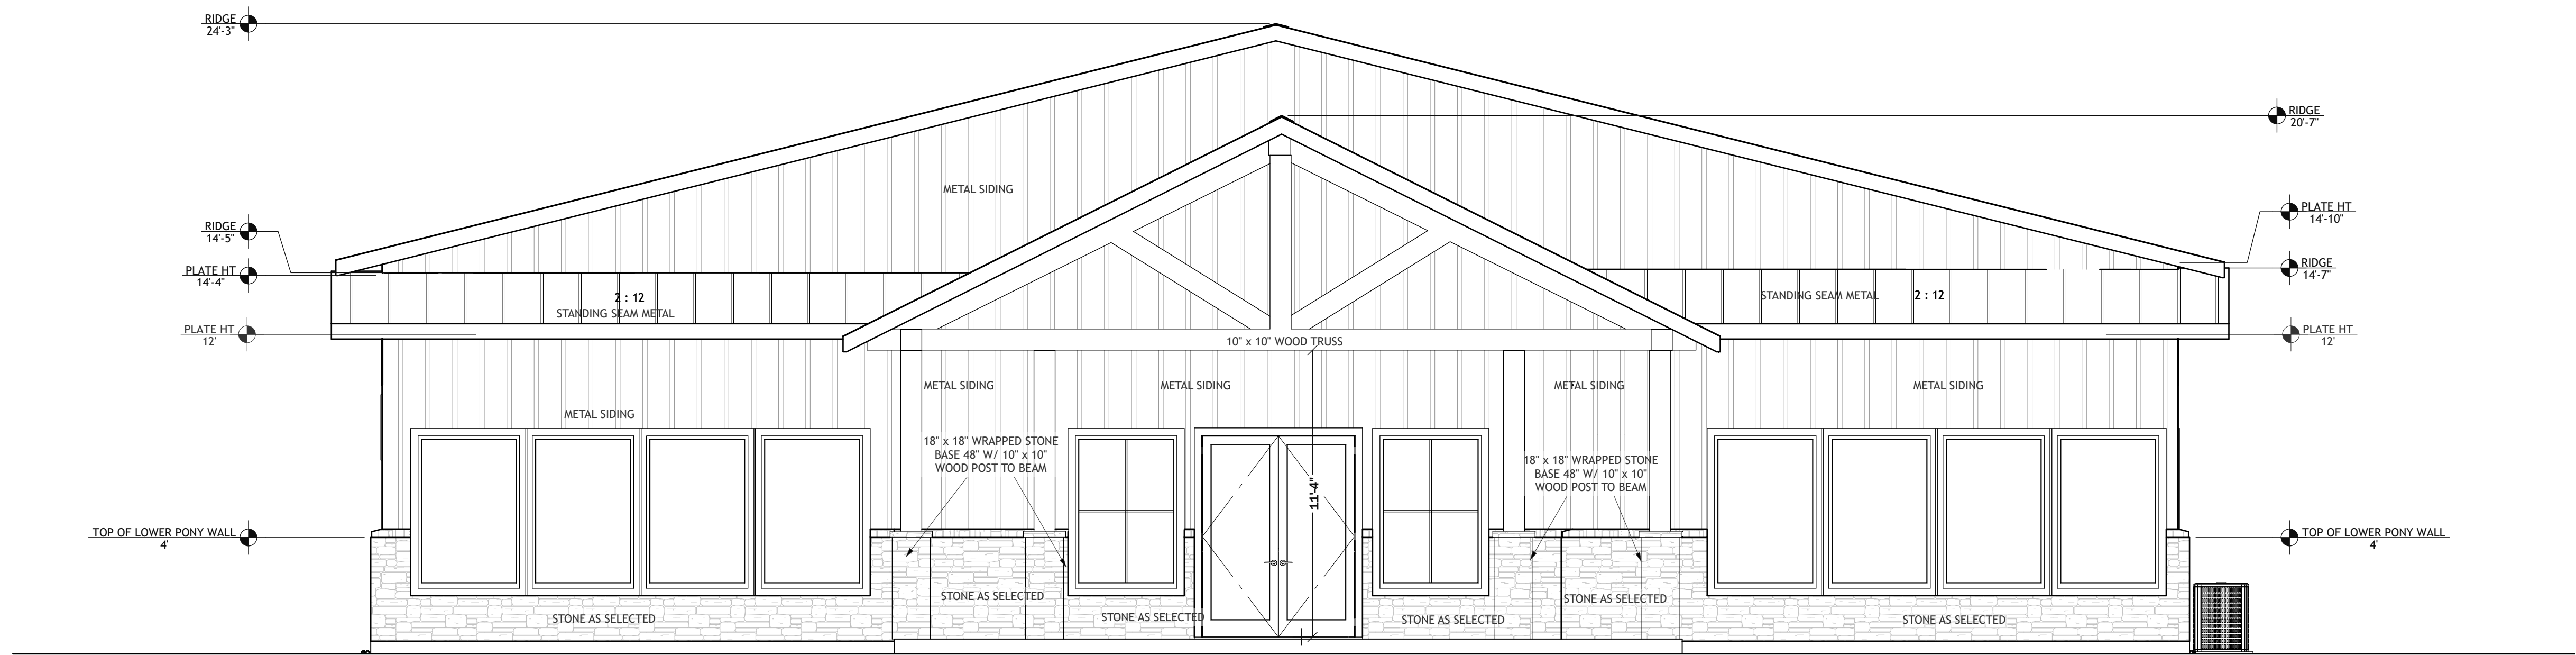 RIDGE
24'-3"
RIDGE
20'-7"
METAL SIDING
RIDGE
14'-5"
PLATE HT
14'-10"
PLATE HT
14'-4"
RIDGE
14'-7"
2 : 12
STANDING SEAM METAL
STANDING SEAM METAL
2 : 12
PLATE HT
12'
PLATE HT
12'
10" x 10" WOOD TRUSS
METAL SIDING
METAL SIDING
METAL SIDING
METAL SIDING
METAL SIDING
18" x 18" WRAPPED STONE
BASE 48" W/ 10" x 10"
WOOD POST TO BEAM
18" x 18" WRAPPED STONE
BASE 48" W/ 10" x 10"
WOOD POST TO BEAM
11'-4"
TOP OF LOWER PONY WALL
4'
TOP OF LOWER PONY WALL
4'
STONE AS SELECTED
STONE AS SELECTED
STONE AS SELECTED
STONE AS SELECTED
STONE AS SELECTED
STONE AS SELECTED